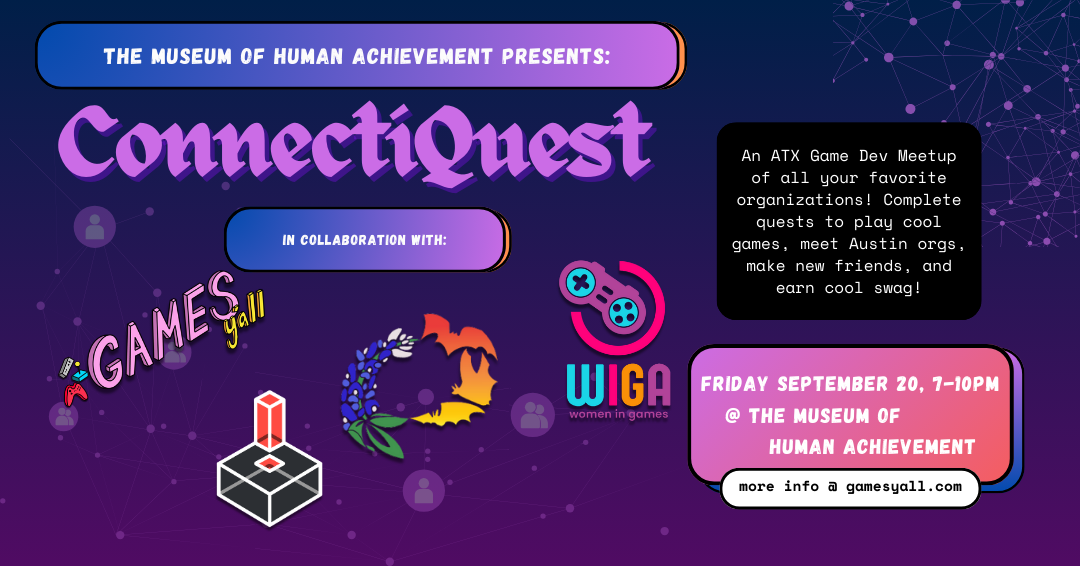 THE MUSEUM OF HUMAN ACHIEVEMENT PRESENTS:
ConnectiQuest
IN COLLABORATION WITH:
GAMES
yall
WIGA
women in games
An ATX Game Dev Meetup
of all your favorite
organizations! Complete
quests to play cool
games, meet Austin orgs,
make new friends, and
earn cool swag!
FRIDAY SEPTEMBER 20, 7-10PM
@ THE MUSEUM OF
HUMAN ACHIEVEMENT
more info @ gamesyall.com